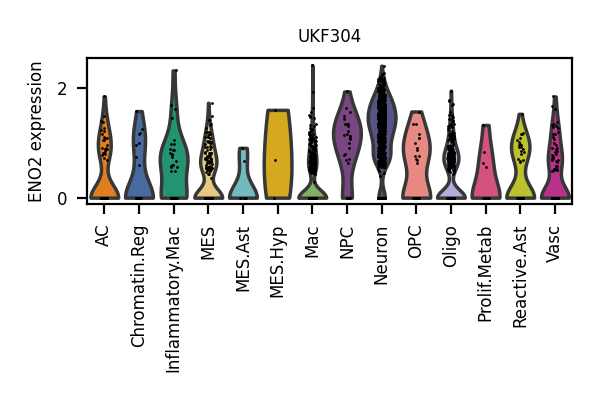 UKF304
ENO2 expression
2
0
AC
Chromatin.Reg
Inflammatory.Mac
MES
MES.Ast
MES.Hyp
Mac
NPC
Neuron
OPC
Oligo
Prolif.Metab
Reactive.Ast
Vasc